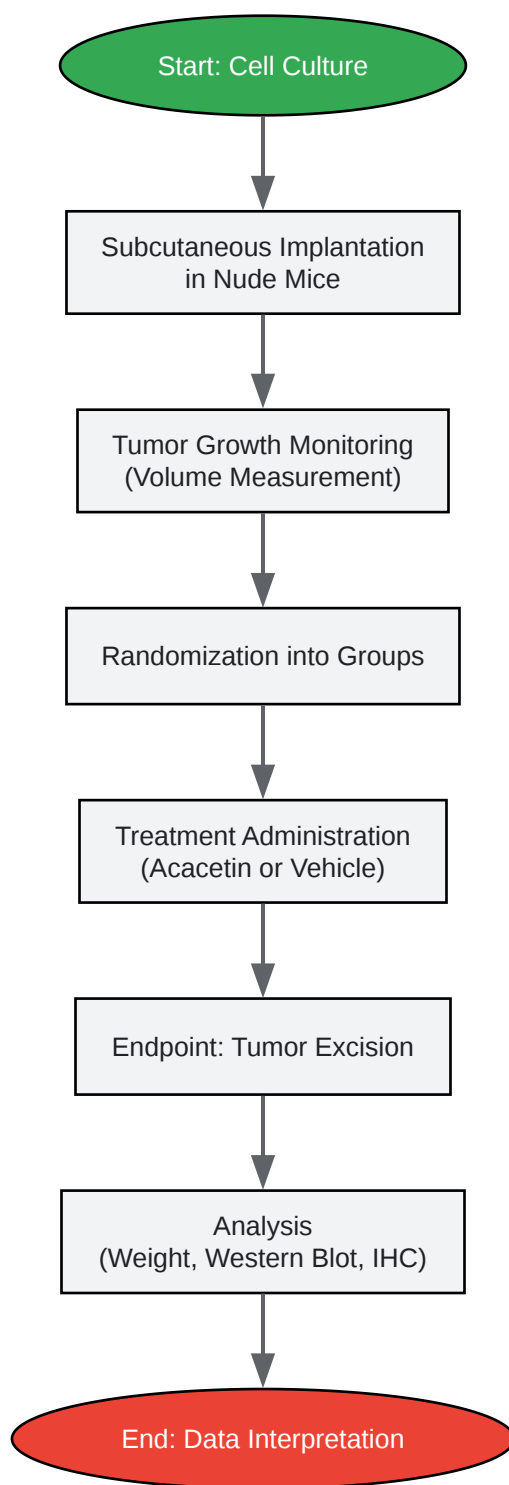 Start: Cell Culture
Subcutaneous Implantation
in Nude Mice
Tumor Growth Monitoring
(Volume Measurement)
Randomization into Groups
Treatment Administration
(Acacetin or Vehicle)
Endpoint: Tumor Excision
Analysis
(Weight, Western Blot, IHC)
End: Data Interpretation